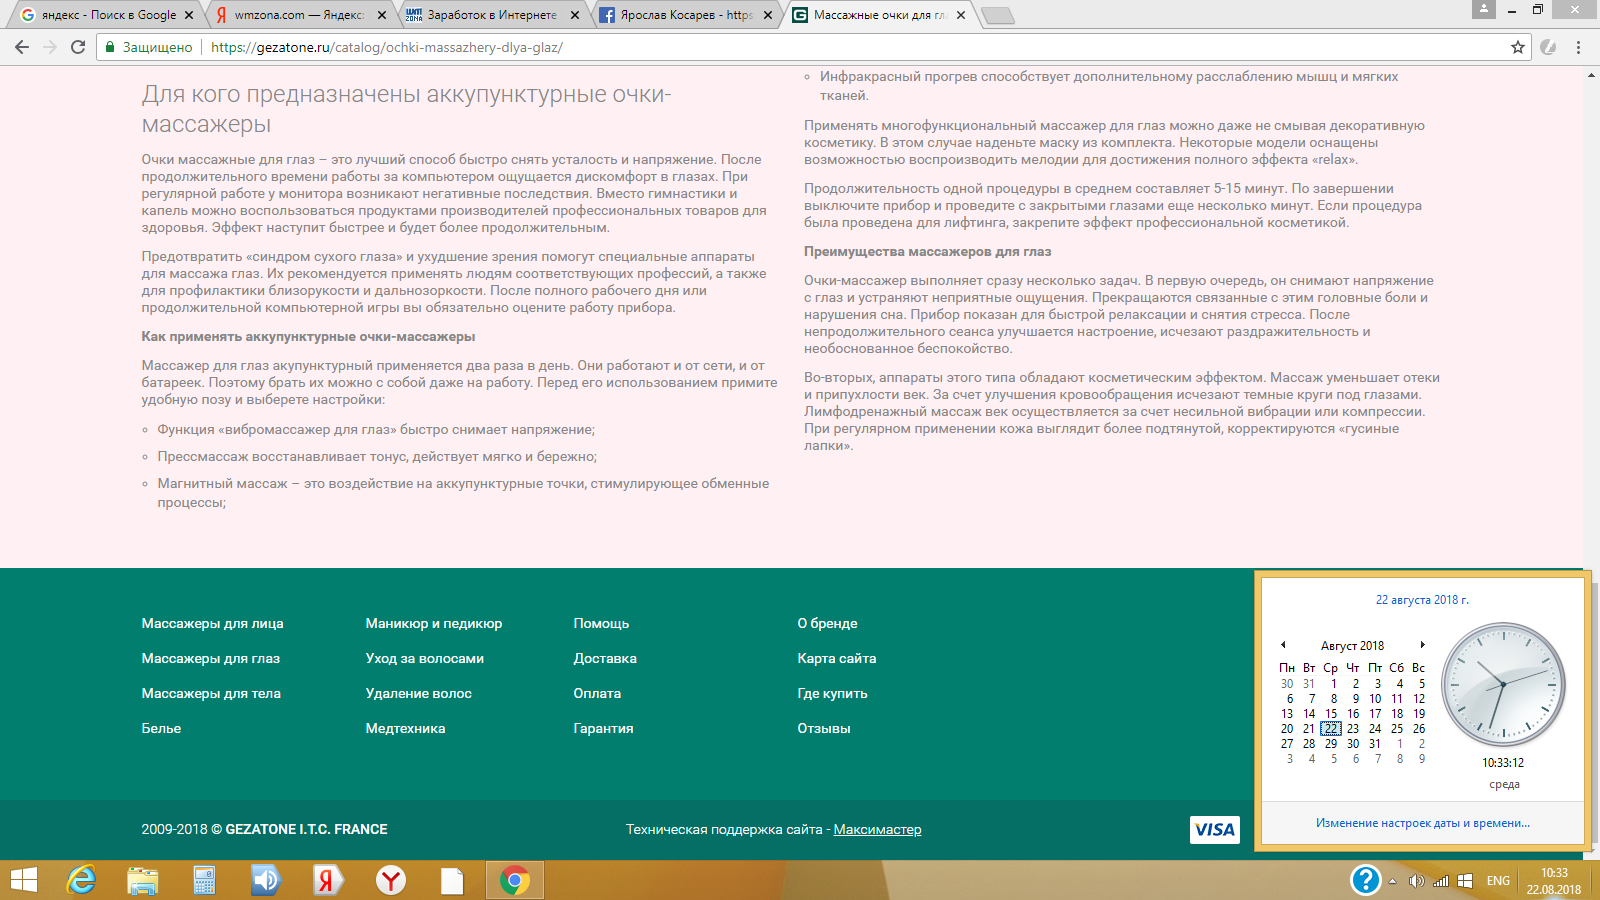 яндекс - Поиск в Google
wmzona.com — Яндекс:
Заработок в Интернете
Ярослав Косарев - https
Массажные очки для гл
Защищено
https://gezatone.ru/catalog/ochki-massazhery-dlya-glaz/
Для кого предназначены аккупунктурные очки-
массажеры
Очки массажные для глаз – это лучший способ быстро снять усталость и напряжение. После
продолжительного времени работы за компьютером ощущается дискомфорт в глазах. При
регулярной работе у монитора возникают негативные последствия. Вместо гимнастики и
капель можно воспользоваться продуктами производителей профессиональных товаров для
здоровья. Эффект наступит быстрее и будет более продолжительным.
Предотвратить «синдром сухого глаза» и ухудшение зрения помогут специальные аппараты
для массажа глаз. Их рекомендуется применять людям соответствующих профессий, а также
для профилактики близорукости и дальнозоркости. После полного рабочего дня или
продолжительной компьютерной игры вы обязательно оцените работу прибора.
Как применять аккупунктурные очки-массажеры
Массажер для глаз акупунктурный применяется два раза в день. Они работают и от сети, и от
батареек. Поэтому брать их можно с собой даже на работу. Перед его использованием примите
удобную позу и выберете настройки:
Функция «вибромассажер для глаз» быстро снимает напряжение;
Прессмассаж восстанавливает тонус, действует мягко и бережно;
Магнитный массаж – это воздействие на аккупунктурные точки, стимулирующее обменные
процессы;
Инфракрасный прогрев способствует дополнительному расслаблению мышц и мягких
тканей.
Применять многофункциональный массажер для глаз можно даже не смывая декоративную
косметику. В этом случае наденьте маску из комплекта. Некоторые модели оснащены
возможностью воспроизводить мелодии для достижения полного эффекта «relax».
Продолжительность одной процедуры в среднем составляет 5-15 минут. По завершении
выключите прибор и проведите с закрытыми глазами еще несколько минут. Если процедура
была проведена для лифтинга, закрепите эффект профессиональной косметикой.
Преимущества массажеров для глаз
Очки-массажер выполняет сразу несколько задач. В первую очередь, он снимают напряжение
с глаз и устраняют неприятные ощущения. Прекращаются связанные с этим головные боли и
нарушения сна. Прибор показан для быстрой релаксации и снятия стресса. После
непродолжительного сеанса улучшается настроение, исчезают раздражительность и
необоснованное беспокойство.
Во-вторых, аппараты этого типа обладают косметическим эффектом. Массаж уменьшает отеки
и припухлости век. За счет улучшения кровообращения исчезают темные круги под глазами.
Лимфодренажный массаж век осуществляется за счет несильной вибрации или компрессии.
При регулярном применении кожа выглядит более подтянутой, корректируются «гусиные
лапки».
Массажеры для лица
Массажеры для глаз
Массажеры для тела
Белье
Маникюр и педикюр
Уход за волосами
Удаление волос
Медтехника
Помощь
Доставка
Оплата
Гарантия
О бренде
Карта сайта
Где купить
Отзывы
2009-2018 © GEZATONE I.T.C. FRANCE
Техническая поддержка сайта - Максимастер
VISA
22 августа 2018 г.
Август 2018
Пн Вт Ср Чт Пт Сб Вс
30 31 1 2 3 4 5
6 7 8 9 10 11 12
13 14 15 16 17 18 19
20 21 22 23 24 25 26
27 28 29 30 31 1 2
3 4 5 6 7 8 9
10:33:12
среда
Изменение настроек даты и времени...
ENG
10:33
22.08.2018